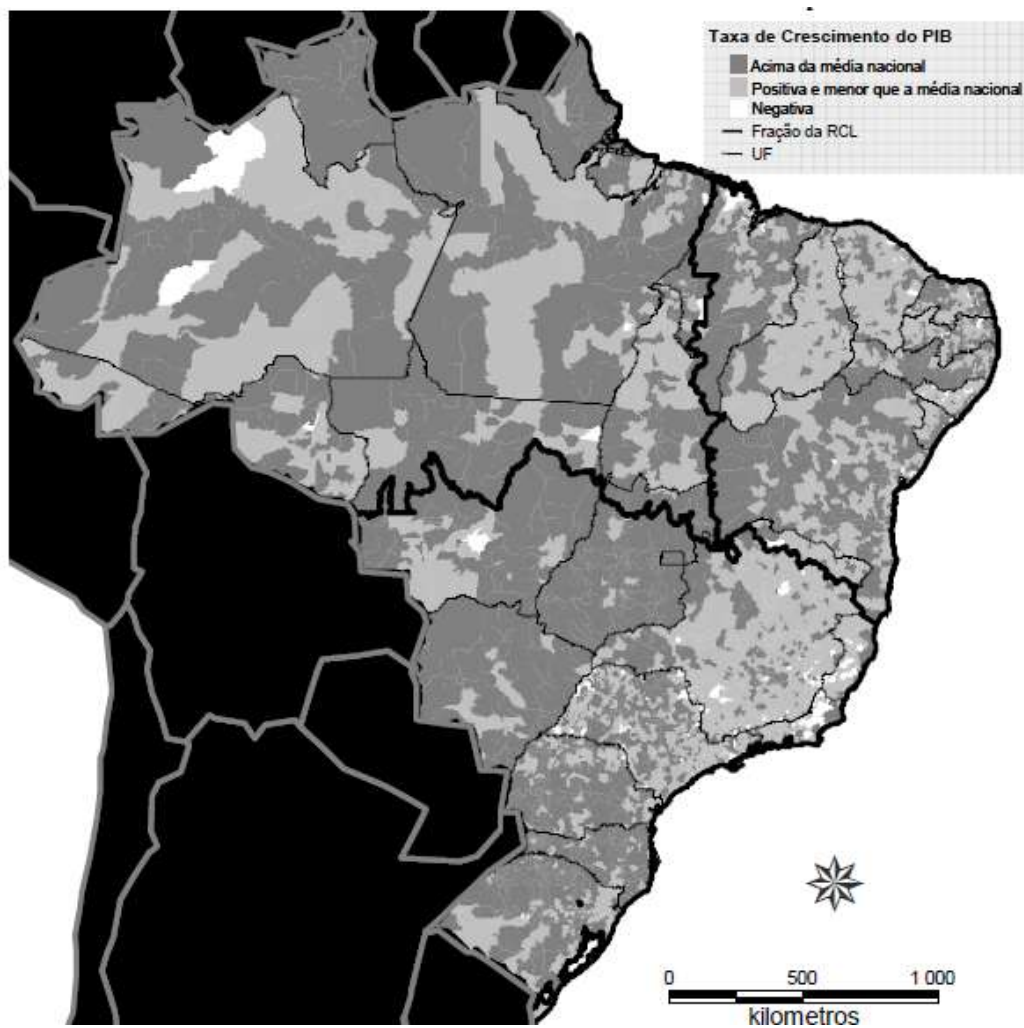 Taxa de Crescimento do PIB
Acima da média nacional
Positiva e menor que a média nacional
Negativa
Fração da RCL
UF
0 500 1 000
kilometros